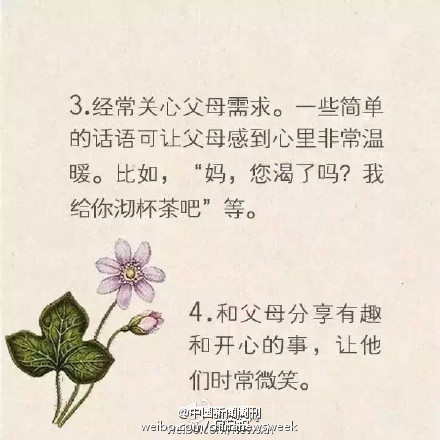 3.经常关心父母需求。一些简单
的话语可让父母感到心里非常温
暖。比如，“妈，您渴了吗？我
给你沏杯茶吧”等。
4.和父母分享有趣
和开心的事，让他
们时常微笑。
@中国新闻周刊
weibo.com/chinanewsweek